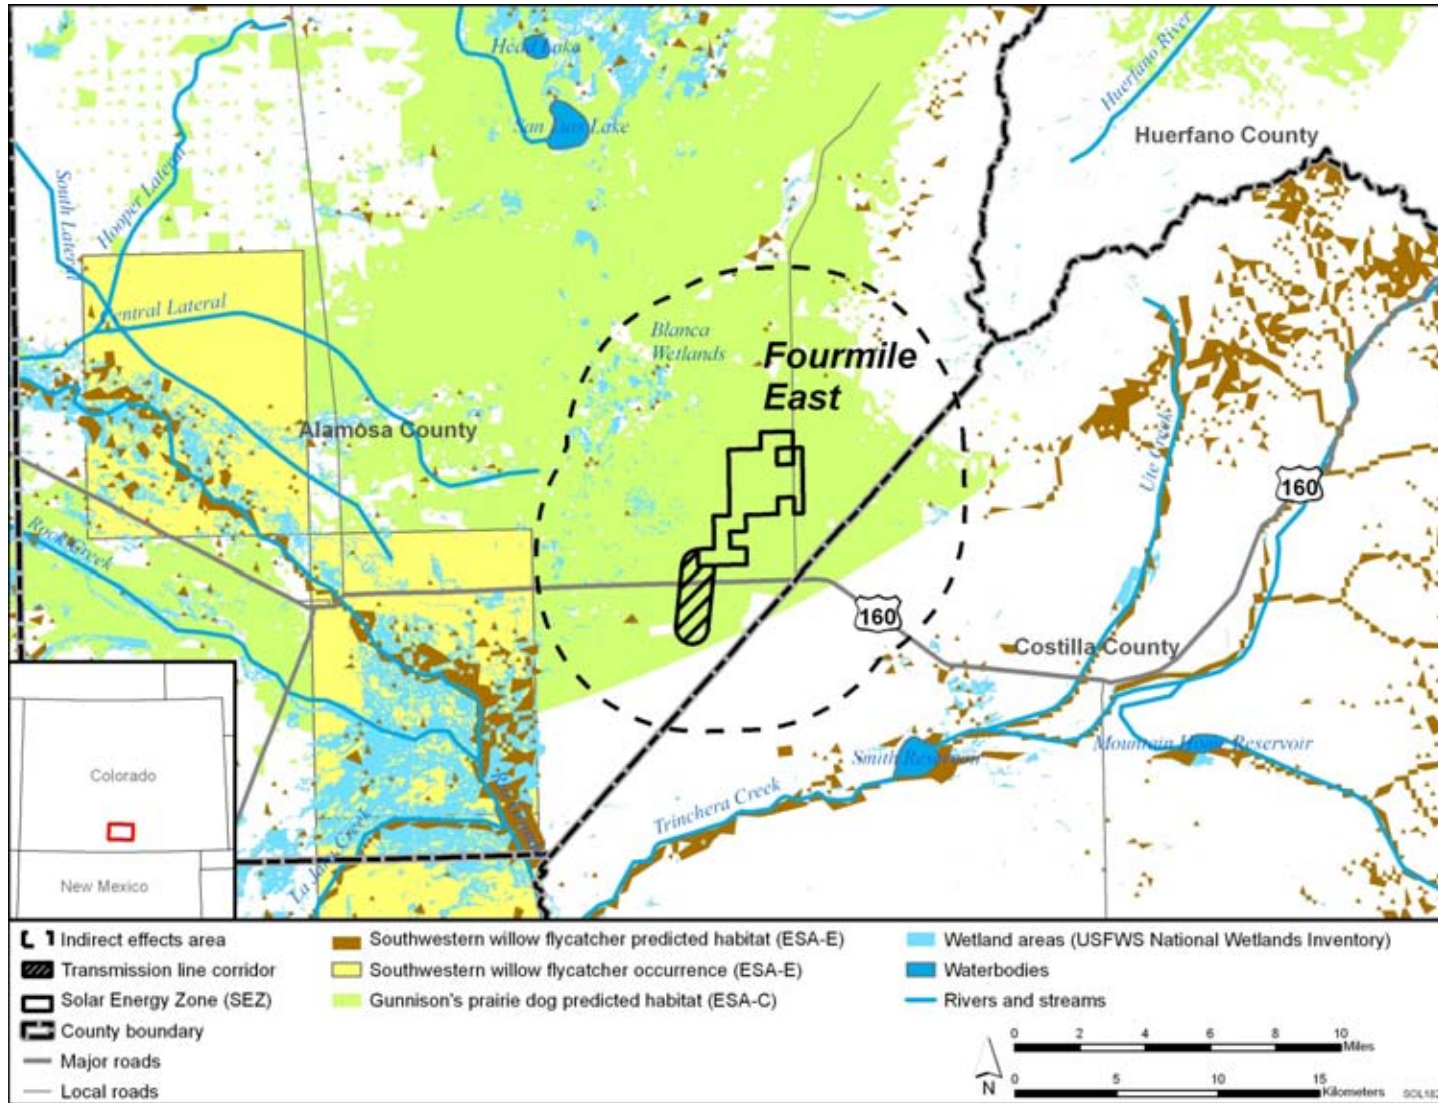 Head Lake
San Luis Lake
Huerfano River
Huerfano County
South Lateral
Hooper Lateral
Central Lateral
Blanca
Wetlands
Fourmile
East
Alamosa County
Ute Creek
160
Rock Creek
160
Costilla County
Smith Reservoir
Mountain Home Reservoir
Trinchera Creek
La Jara Creek
Colorado
New Mexico
Indirect effects area
Transmission line corridor
Solar Energy Zone (SEZ)
County boundary
Major roads
Local roads
Southwestern willow flycatcher predicted habitat (ESA-E)
Southwestern willow flycatcher occurrence (ESA-E)
Gunnison's prairie dog predicted habitat (ESA-C)
Wetland areas (USFWS National Wetlands Inventory)
Waterbodies
Rivers and streams
N
0 2 4 6 8 10
Miles
0 5 10 15
Kilometers